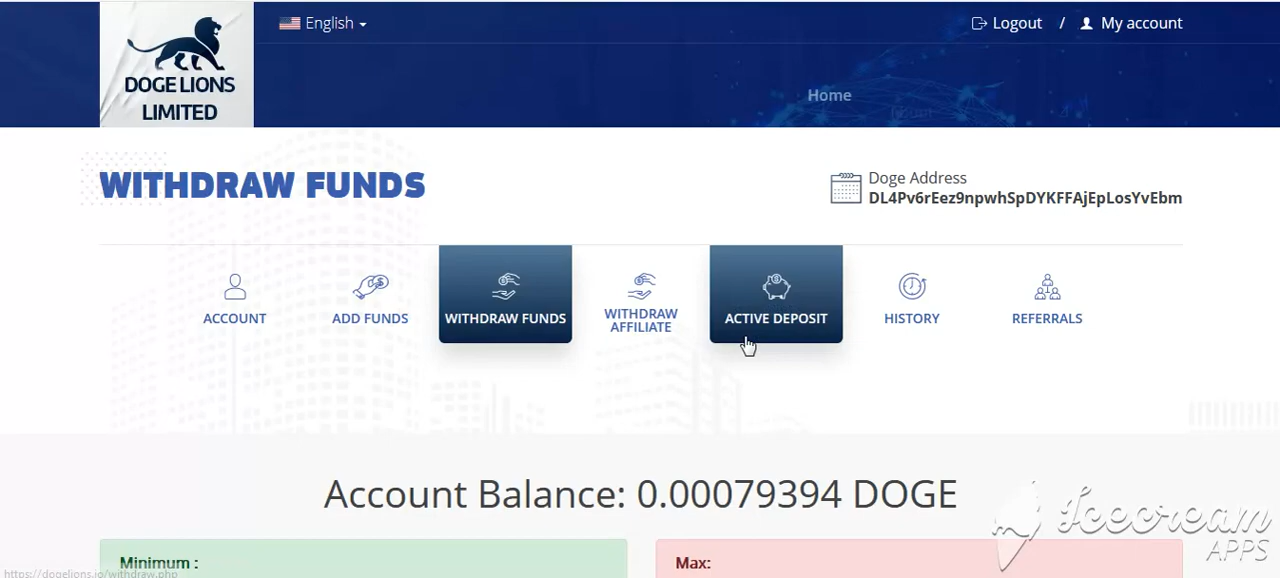 English
Logout / My account
DOGE LIONS
LIMITED
Home
WITHDRAW FUNDS
Doge Address
DL4Pv6rEez9npwhSpDYKFFAjEpLosYvEbm
ACCOUNT
ADD FUNDS
WITHDRAW FUNDS
WITHDRAW
AFFILIATE
ACTIVE DEPOSIT
HISTORY
REFERRALS
Account Balance: 0.00079394 DOGE
Minimum :
Max:
Icecream
APPS
https://dogelions.io/withdraw.php